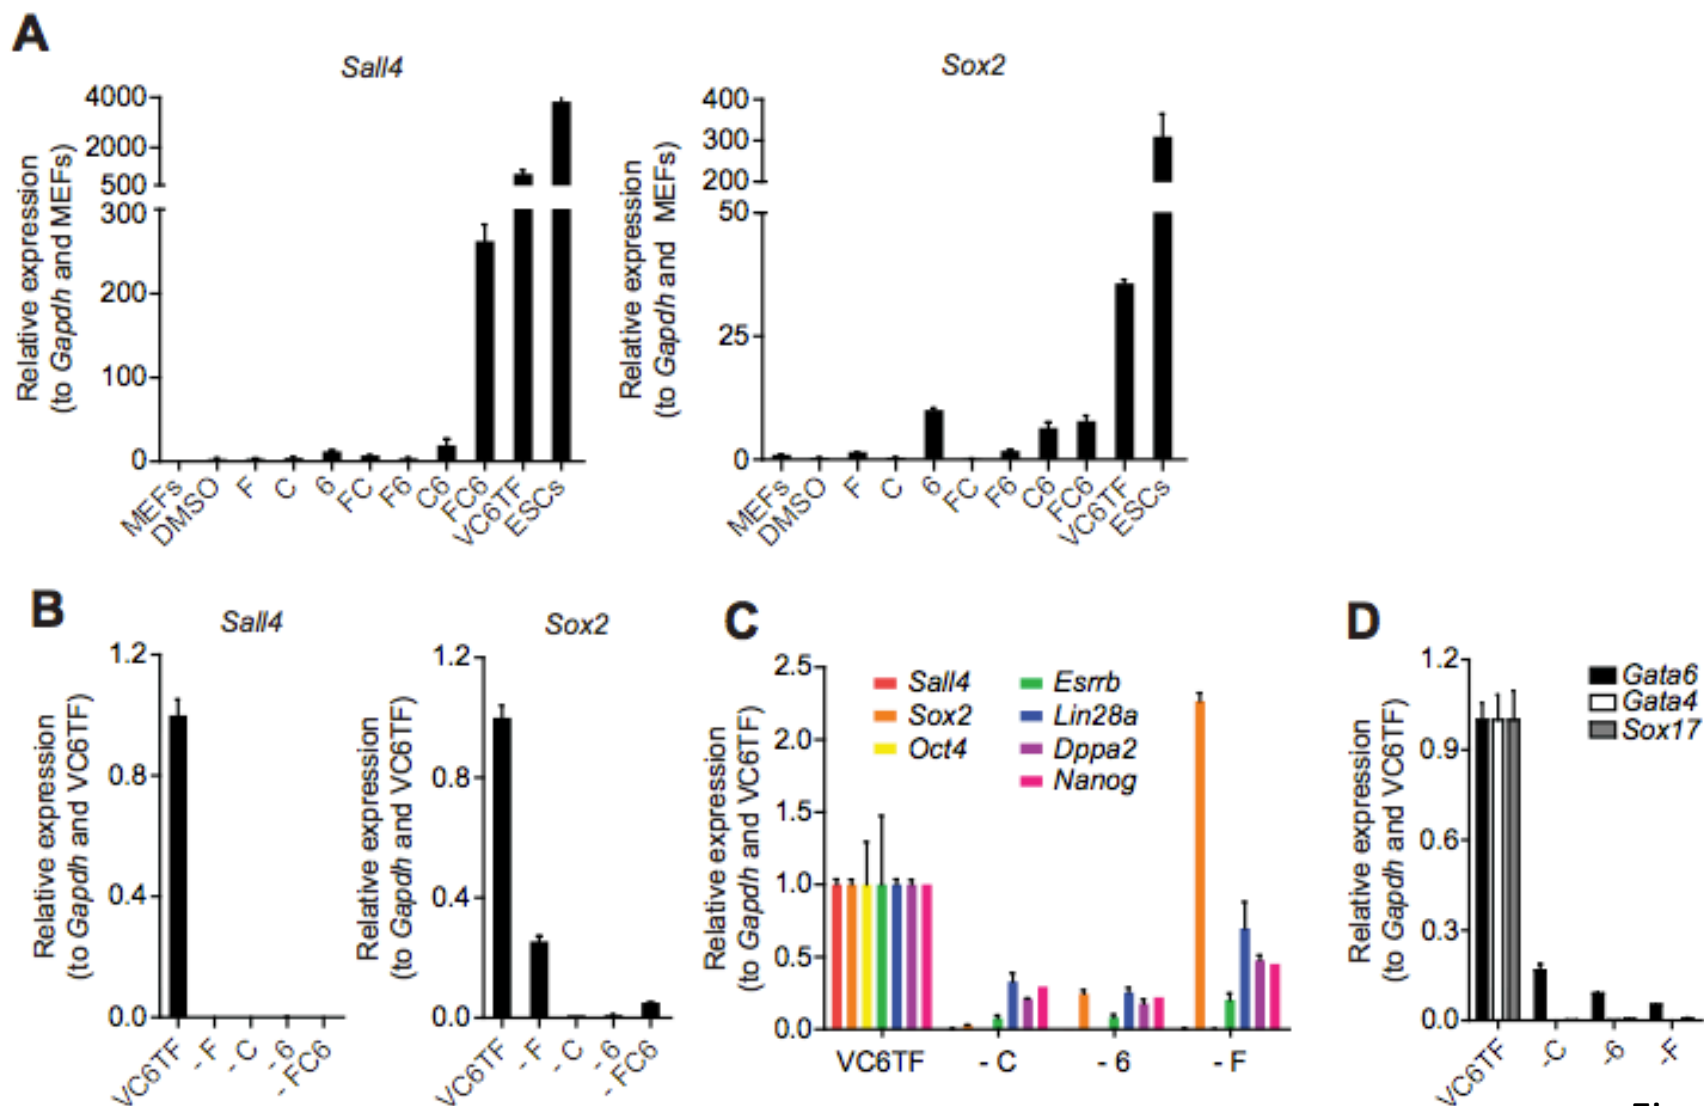 A
Sall4
Relative expression
(to Gapdh and MEFs)
4000
2000
500
300
200
100
0
MEFs
DMSO
F
C
6
FC
F6
C6
FC6
VC6TF
ESCs
Sox2
Relative expression
(to Gapdh and MEFs)
400
300
200
50
25
0
MEFs
DMSO
F
C
6
FC
F6
C6
FC6
VC6TF
ESCs
B
Sall4
Relative expression
(to Gapdh and VC6TF)
1.2
0.8
0.4
0.0
VC6TF
- F
- C
- 6
- FC6
Sox2
Relative expression
(to Gapdh and VC6TF)
1.2
0.8
0.4
0.0
VC6TF
- F
- C
- 6
- FC6
C
Relative expression
(to Gapdh and VC6TF)
2.5
2.0
1.5
1.0
0.5
0.0
Sall4
Sox2
Oct4
Esrrb
Lin28a
Dppa2
Nanog
VC6TF
- C
- 6
- F
D
Relative expression
(to Gapdh and VC6TF)
1.2
0.9
0.6
0.3
0.0
Gata6
Gata4
Sox17
VC6TF
-C
-6
-F